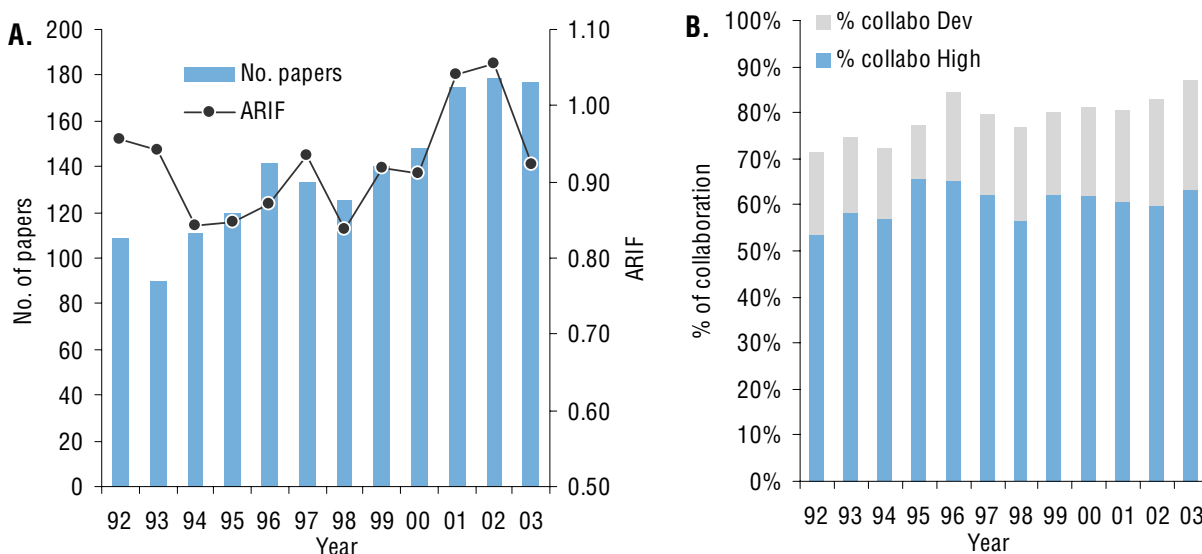 A.
No. papers
ARIF
No. of papers
200
180
160
140
120
100
80
60
40
20
0
1.10
1.00
0.90
0.80
0.70
0.60
0.50
ARIF
92 93 94 95 96 97 98 99 00 01 02 03
Year
B.
% collabo Dev
% collabo High
% of collaboration
100%
90%
80%
70%
60%
50%
40%
30%
20%
10%
0%
92 93 94 95 96 97 98 99 00 01 02 03
Year